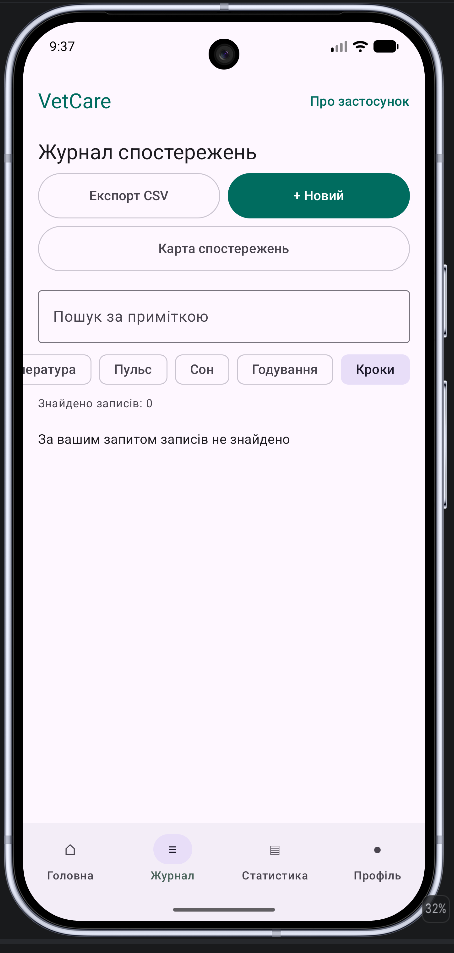 9:37
VetCare
Про застосунок
Журнал спостережень
Експорт CSV
+ Новий
Карта спостережень
Пошук за приміткою
Пульс
Сон
Годування
Кроки
Знайдено записів: 0
За вашим запитом записів не знайдено
Головна
Журнал
Статистика
Профіль
32%